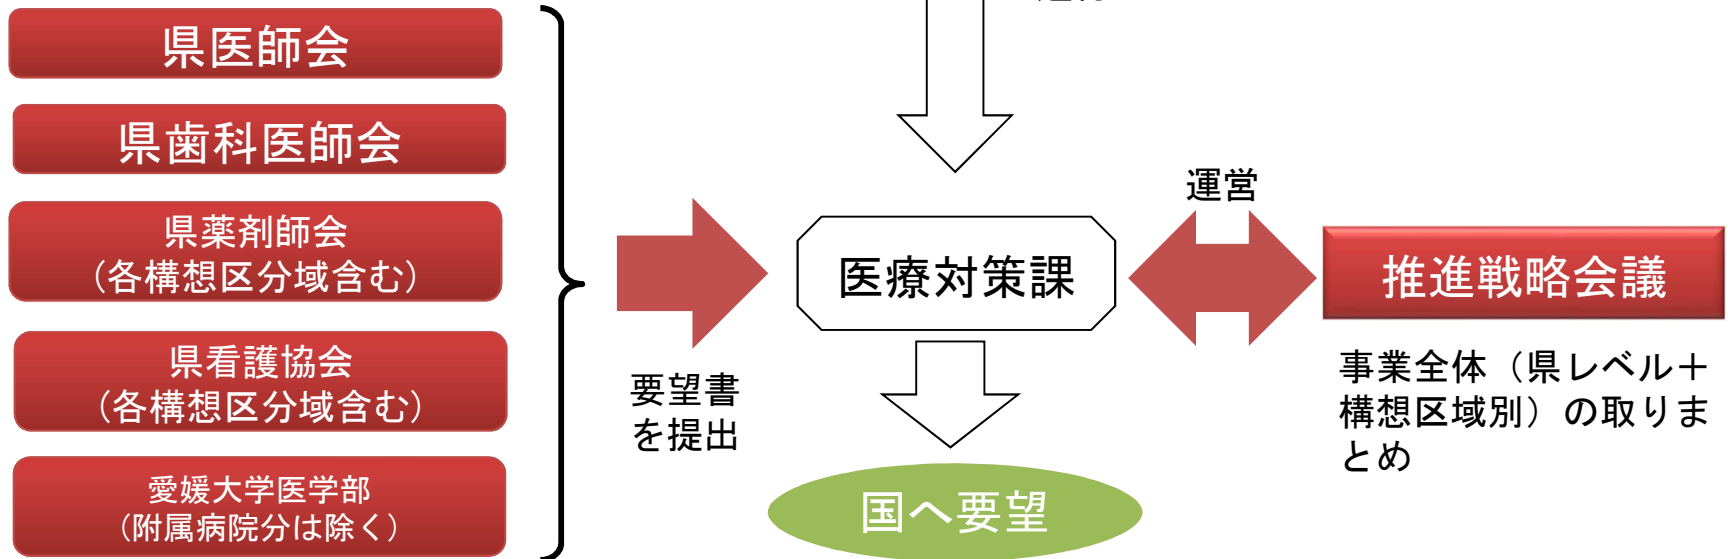 県医師会
県歯科医師会
県薬剤師会
（各構想区分域含む）
県看護協会
（各構想区分域含む）
愛媛大学医学部
（附属病院分は除く）
要望書
を提出
医療対策課
国へ要望
運営
推進戦略会議
事業全体（県レベル＋
構想区域別）の取りま
とめ